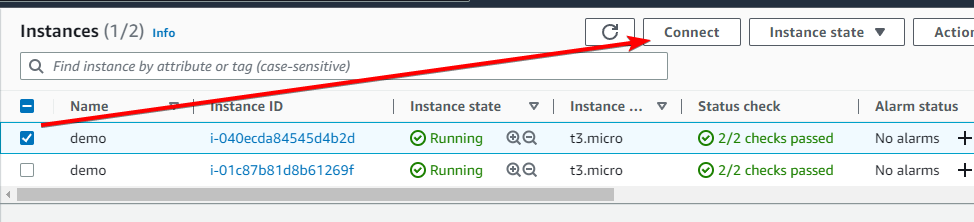 Instances (1/2) Info Connect Instance state Action
Find instance by attribute or tag (case-sensitive)
Name Instance ID Instance state Instance ... Status check Alarm status
demo i-040ecda84545d4b2d Running t3.micro 2/2 checks passed No alarms
demo i-01c87b81d8b61269f Running t3.micro 2/2 checks passed No alarms